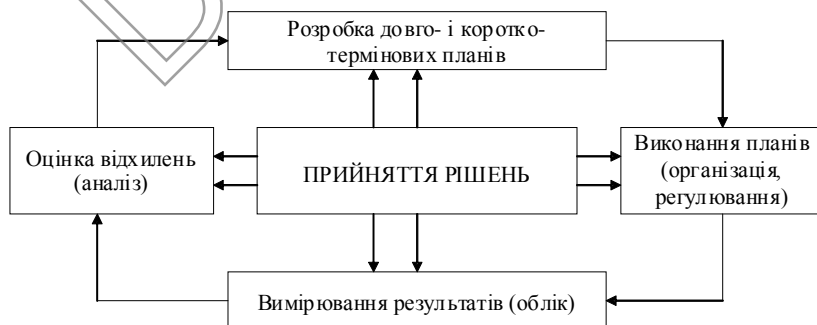 Розробка довго- і коротко-
термінових планів
Оцінка відхилень
(аналіз)
ПРИЙНЯТТЯ РІШЕНЬ
Виконання планів
(організація,
регулювання)
Вимірювання результатів (облік)